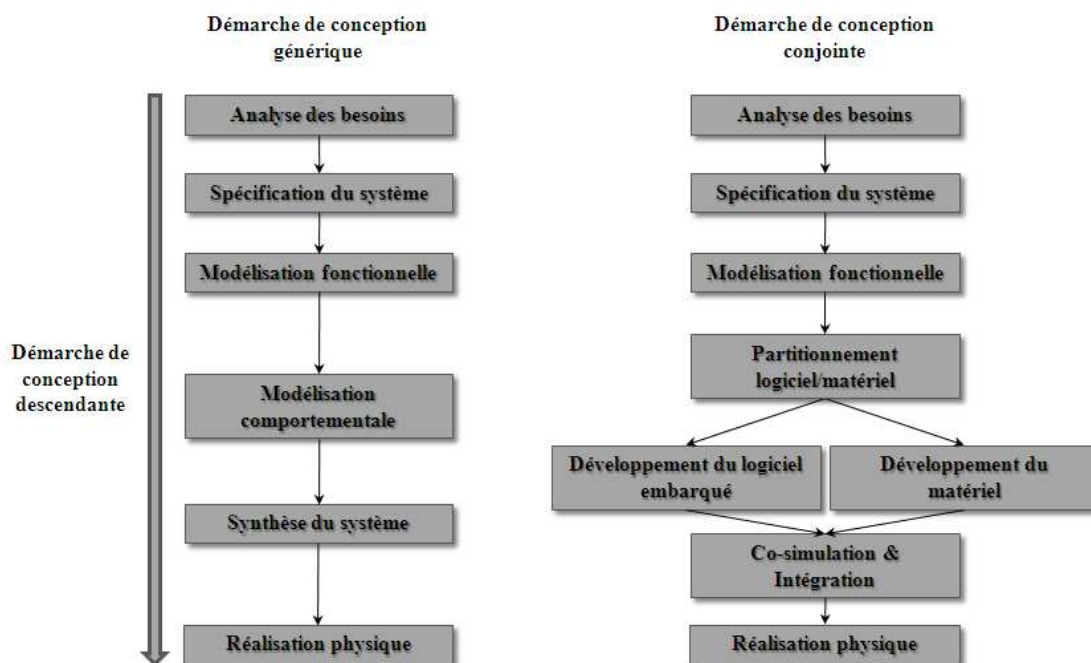 Démarche de conception
générique
Démarche de conception
conjointe
Démarche de
conception
descendante
Analyse des besoins
Spécification du système
Modélisation fonctionnelle
Modélisation
comportementale
Synthèse du système
Réalisation physique
Analyse des besoins
Spécification du système
Modélisation fonctionnelle
Partitionnement
logiciel/matériel
Développement du logiciel
embarqué
Développement du
matériel
Co-simulation &
Intégration
Réalisation physique